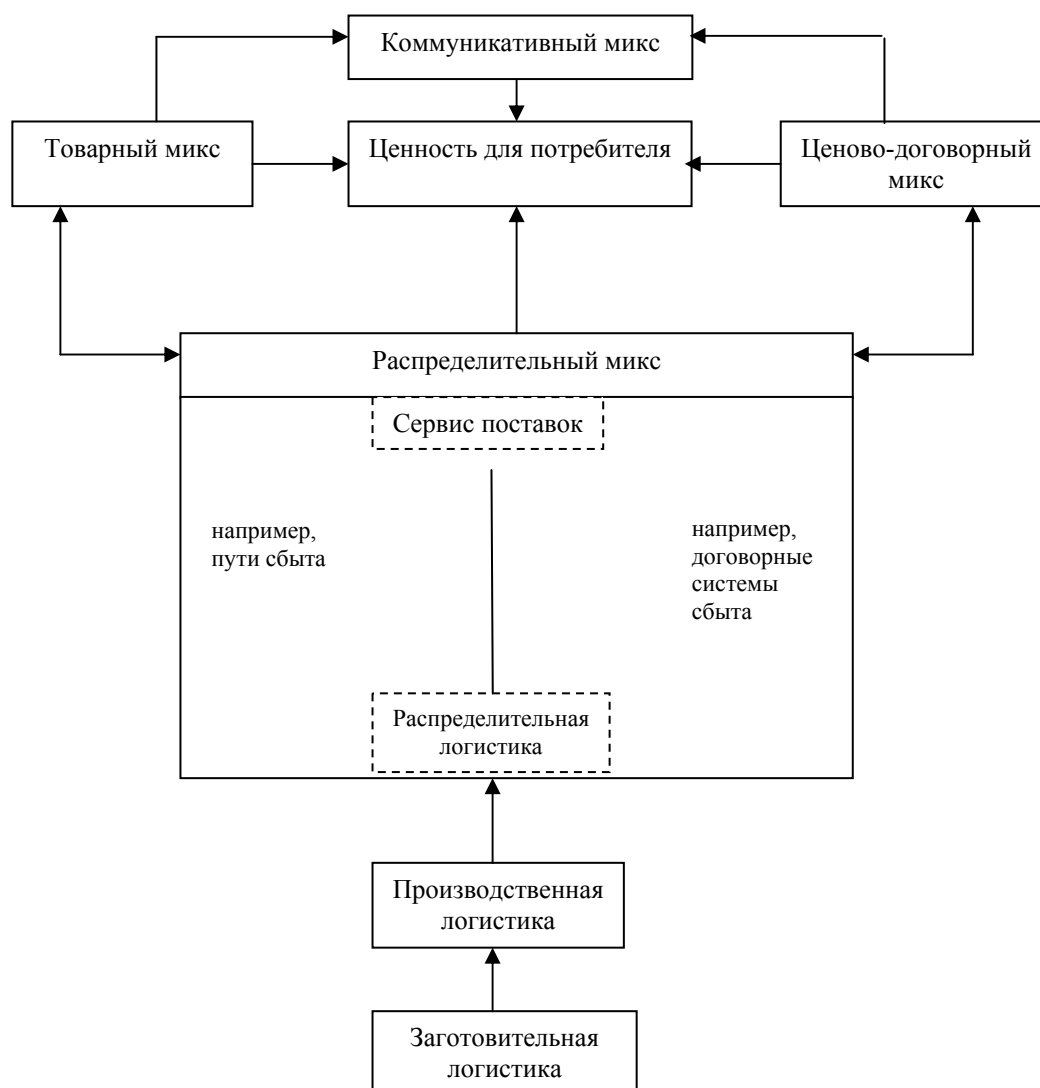 Коммуникативный микс
Товарный микс
Ценность для потребителя
Ценово-договорный
микс
Распределительный микс
Сервис поставок
например,
пути сбыта
например,
договорные
системы
сбыта
Распределительная
логистика
Производственная
логистика
Заготовительная
логистика